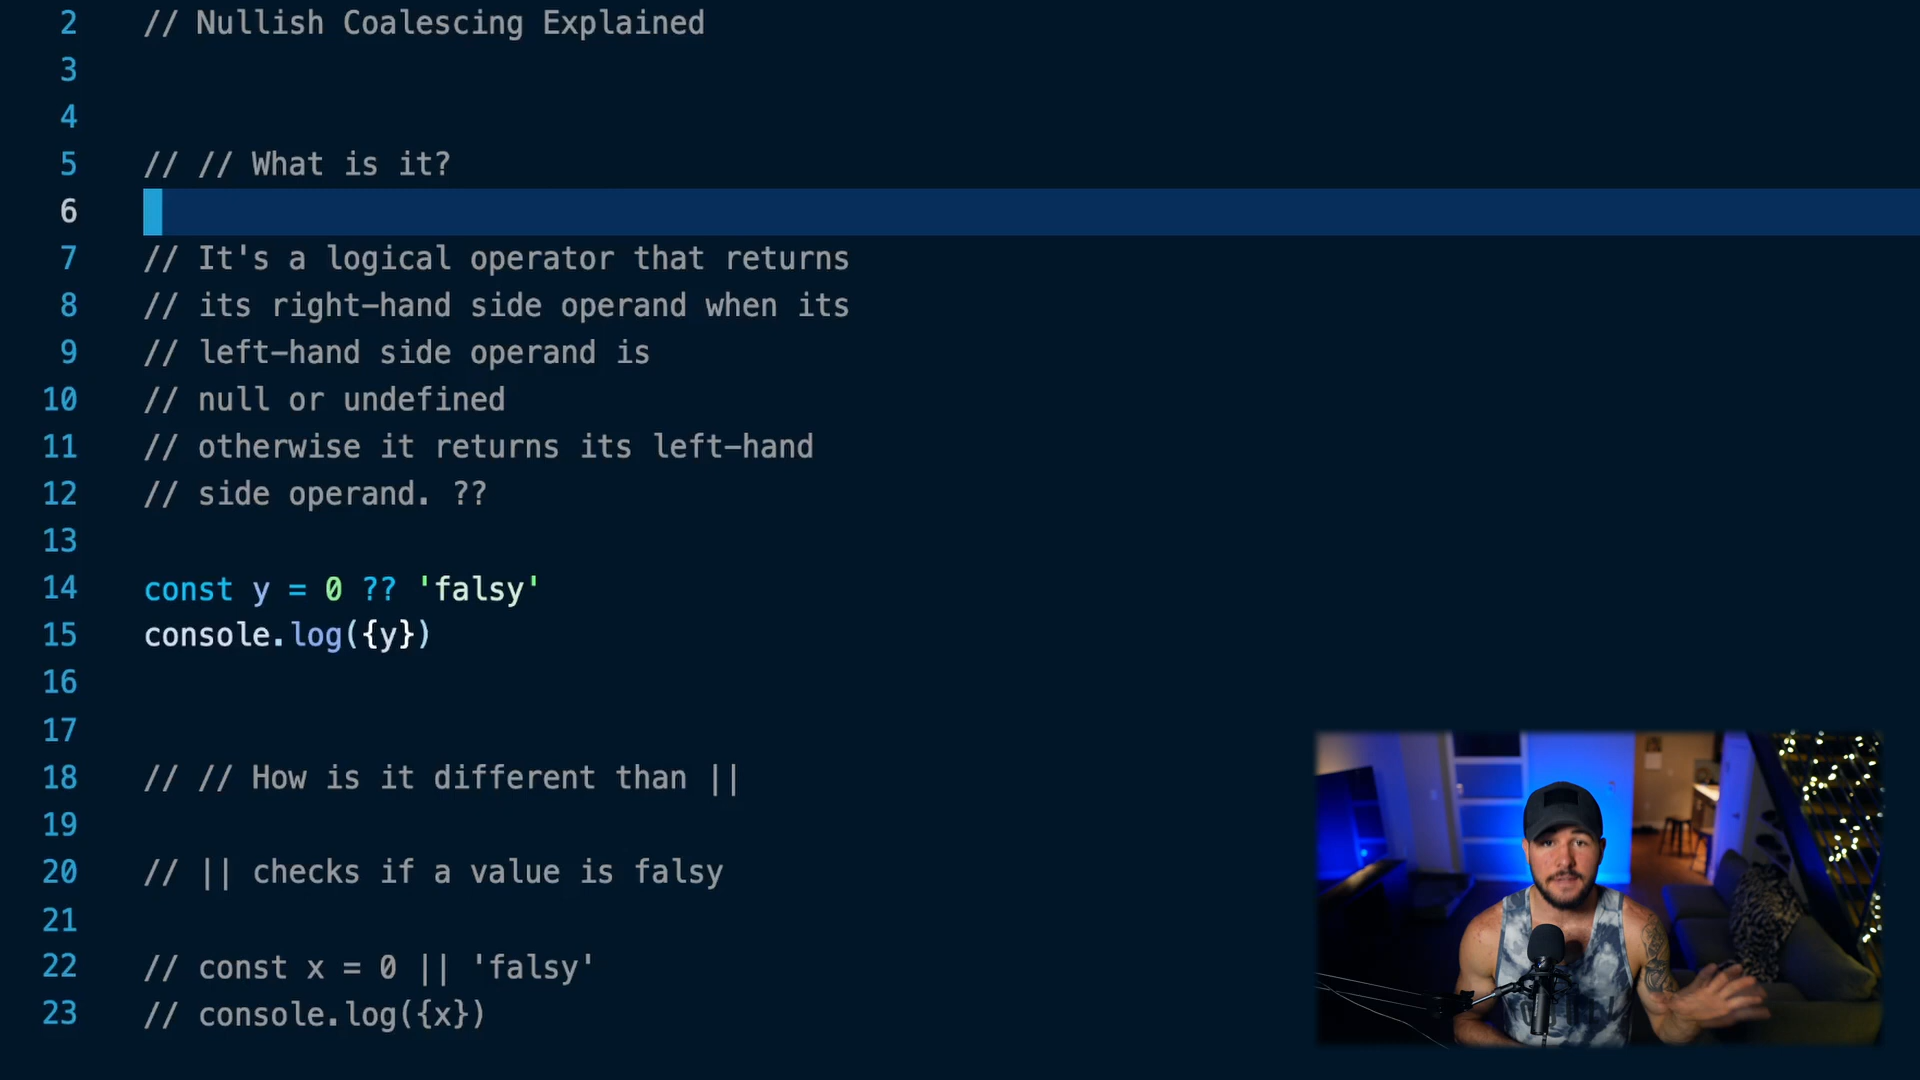 2 // Nullish Coalescing Explained
3
4
5 // // What is it?
6
7 // It's a logical operator that returns
8 // its right-hand side operand when its
9 // left-hand side operand is
10 // null or undefined
11 // otherwise it returns its left-hand
12 // side operand. ??
13
14 const y = 0 ?? 'falsy'
15 console.log({y})
16
17
18 // // How is it different than ||
19
20 // || checks if a value is falsy
21
22 // const x = 0 || 'falsy'
23 // console.log({x})